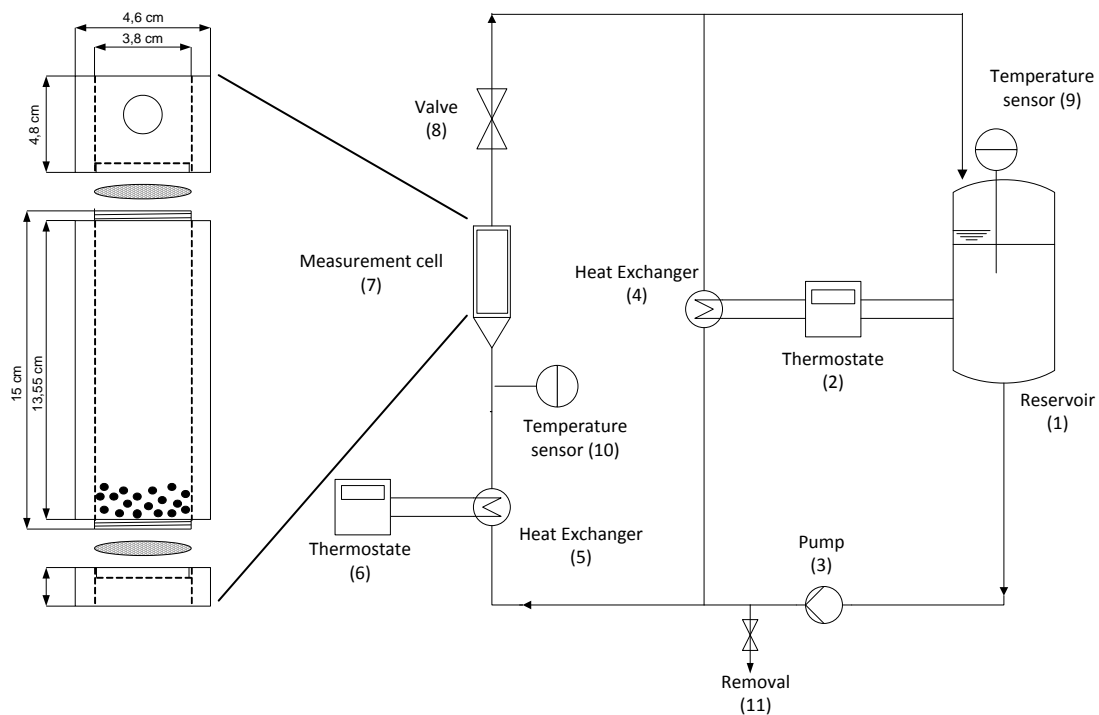 4,6 cm
3,8 cm
4,8 cm
15 cm
13,55 cm
Valve
(8)
Temperature
sensor (9)
Measurement cell
(7)
Heat Exchanger
(4)
Thermostate
(2)
Reservoir
(1)
Temperature
sensor (10)
Thermostate
(6)
Heat Exchanger
(5)
Pump
(3)
Removal
(11)